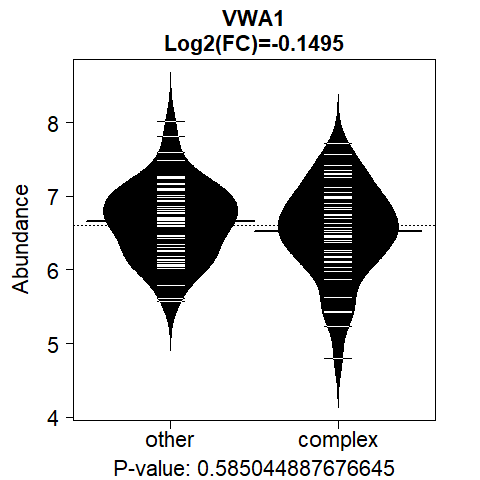 VWA1
Log2(FC)=-0.1495
Abundance
8
7
6
5
4
other complex
P-value: 0.585044887676645